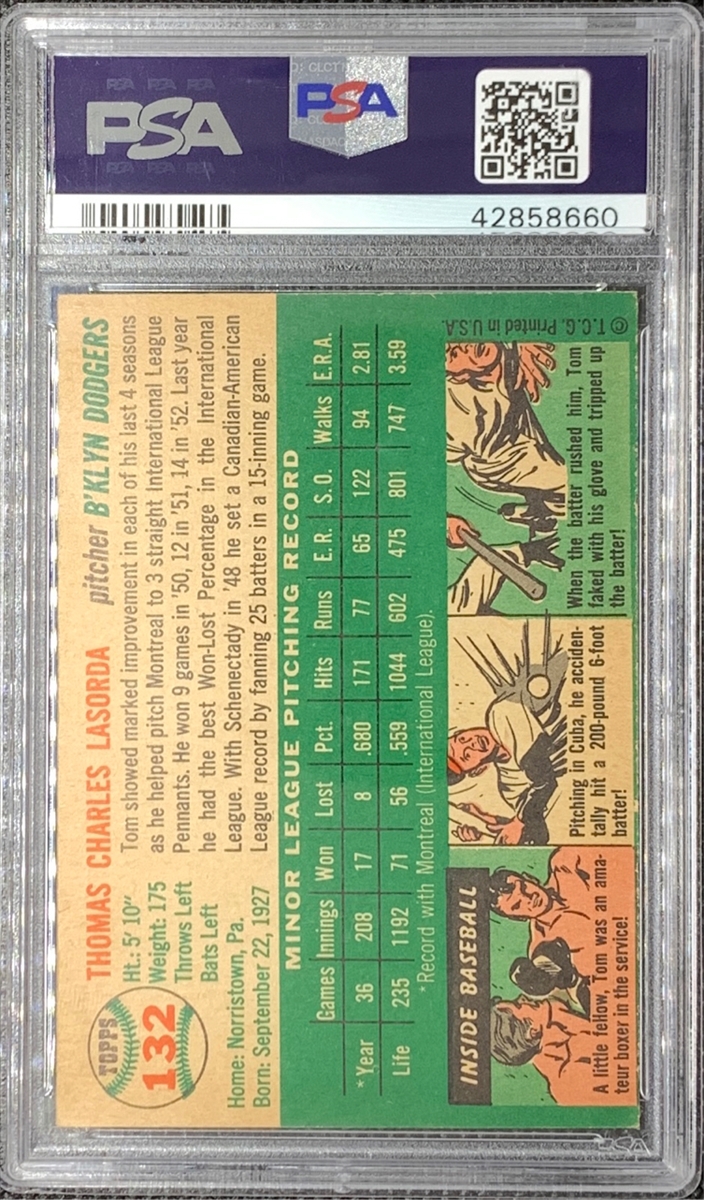 PSA PSA PSA
PSA
PSA PSA PSA
PSA
42858660
TOPPS
132
THOMAS CHARLES LASORDA
pitcher B'KLYN DODGERS
Ht.: 5' 10"
Weight: 175
Throws Left
Bats Left
Home: Norristown, Pa.
Born: September 22, 1927
Tom showed marked improvement in each of his last 4 seasons
as he helped pitch Montreal to 3 straight International League
Pennants. He won 9 games in '50, 12 in '51, 14 in '52. Last year
he had the best Won-Lost Percentage in the International
League. With Schenectady in '48 he set a Canadian-American
League record by fanning 25 batters in a 15-inning game.
MINOR LEAGUE PITCHING RECORD
Games Innings Won Lost Pct. Hits Runs E.R. S.O. Walks E.R.A.
*Year 36 208 17 8 .680 171 77 65 122 94 2.81
Life 235 1192 71 56 .559 1044 602 475 801 747 3.59
*Record with Montreal (International League).
INSIDE BASEBALL
A little fellow, Tom was an ama-
teur boxer in the service!
Pitching in Cuba, he acciden-
tally hit a 200-pound 6-foot
batter!
When the batter rushed him, Tom
faked with his glove and tripped up
the batter!
© T.C.G. Printed in U.S.A.
PSA